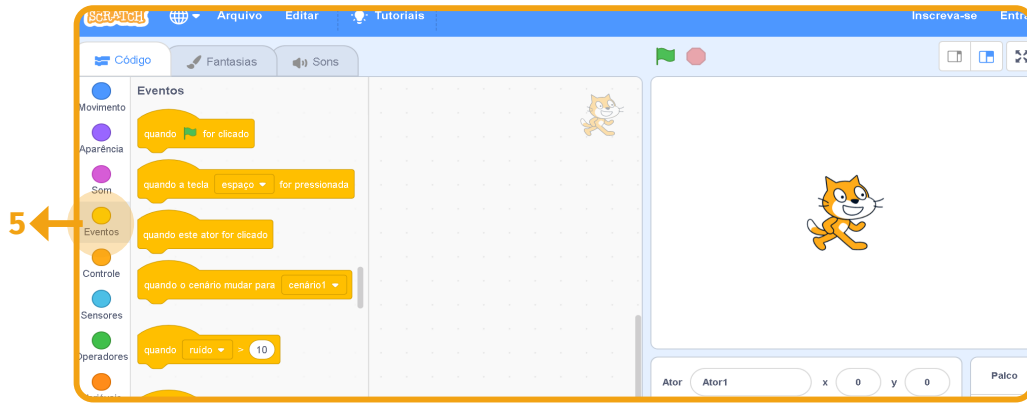 SCRATCH Arquivo Editar Tutoriais Inscreva-se
Código Fantasias Sons
Movimento
Aparência
Som
5
Eventos
Controle
Sensores
Operadores
Eventos
quando for clicado
quando a tecla espaço for pressionada
quando este ator for clicado
quando o cenário mudar para cenário1
quando ruído > 10
Ator Ator1 x 0 y 0
Palco